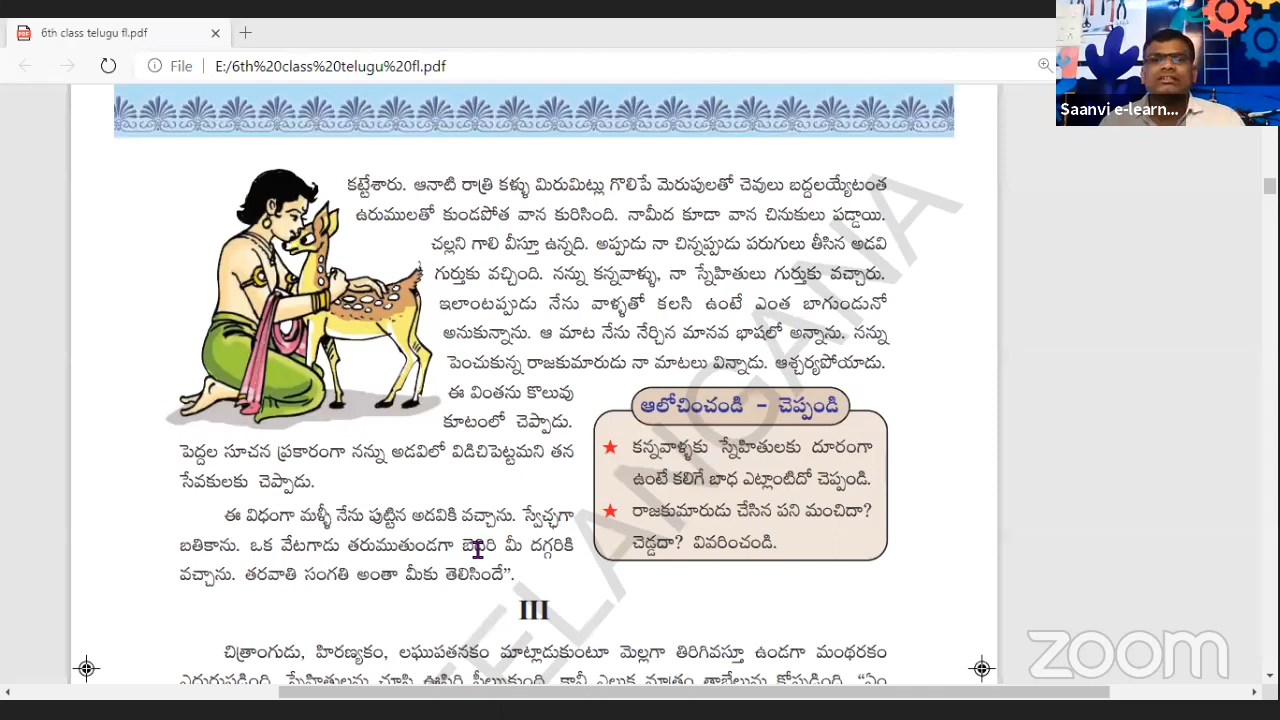 6th class telugu fl.pdf
File
E:/6th%20class%20telugu%20fl.pdf
Saanvi e-learn...
కట్టేశారు. ఆనాటి రాత్రి కళ్ళు మిరుమిట్లు గొలిపే మెరుపులతో చెవులు బద్దలయ్యేటంత
ఉరుములతో కుండపోత వాన కురిసింది. నామీద కూడా వాన చినుకులు పడ్డాయి.
చల్లని గాలి వీస్తూ ఉన్నది. అప్పుడు నా చిన్నప్పుడు పరుగులు తీసిన అడవి
గుర్తుకు వచ్చింది. నన్ను కన్నవాళ్ళు, నా స్నేహితులు గుర్తుకు వచ్చారు.
ఇలాంటప్పుడు నేను వాళ్ళతో కలసి ఉంటే ఎంత బాగుండునో
అనుకున్నాను. ఆ మాట నేను నేర్చిన మానవ భాషలో అన్నాను. నన్ను
పెంచుకున్న రాజకుమారుడు నా మాటలు విన్నాడు. ఆశ్చర్యపోయాడు.
ఈ వింతను కొలువు
కూటంలో చెప్పాడు.
పెద్దల సూచన ప్రకారంగా నన్ను అడవిలో విడిచిపెట్టమని తన
సేవకులకు చెప్పాడు.
ఈ విధంగా మళ్ళీ నేను పుట్టిన అడవికి వచ్చాను. స్వేచ్ఛగా
బతికాను. ఒక వేటగాడు తరుముతుండగా బెదిరి మీ దగ్గరికి
వచ్చాను. తరవాతి సంగతి అంతా మీకు తెలిసిందే”.
ఆలోచించండి - చెప్పండి
★ కన్నవాళ్ళకు స్నేహితులకు దూరంగా
ఉంటే కలిగే బాధ ఎట్లాంటిదో చెప్పండి.
★ రాజకుమారుడు చేసిన పని మంచిదా?
చెడ్డదా? వివరించండి.
III
చిత్రాంగుడు, హిరణ్యకం, లఘుపతనకం మాట్లాడుకుంటూ మెల్లగా తిరిగివస్తూ ఉండగా మంథరకం
TELANGANA
zoom